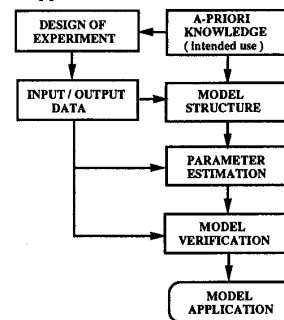 DESIGN OF
EXPERIMENT
A-PRIORI
KNOWLEDGE
( intended use )
INPUT / OUTPUT
DATA
MODEL
STRUCTURE
PARAMETER
ESTIMATION
MODEL
VERIFICATION
MODEL
APPLICATION